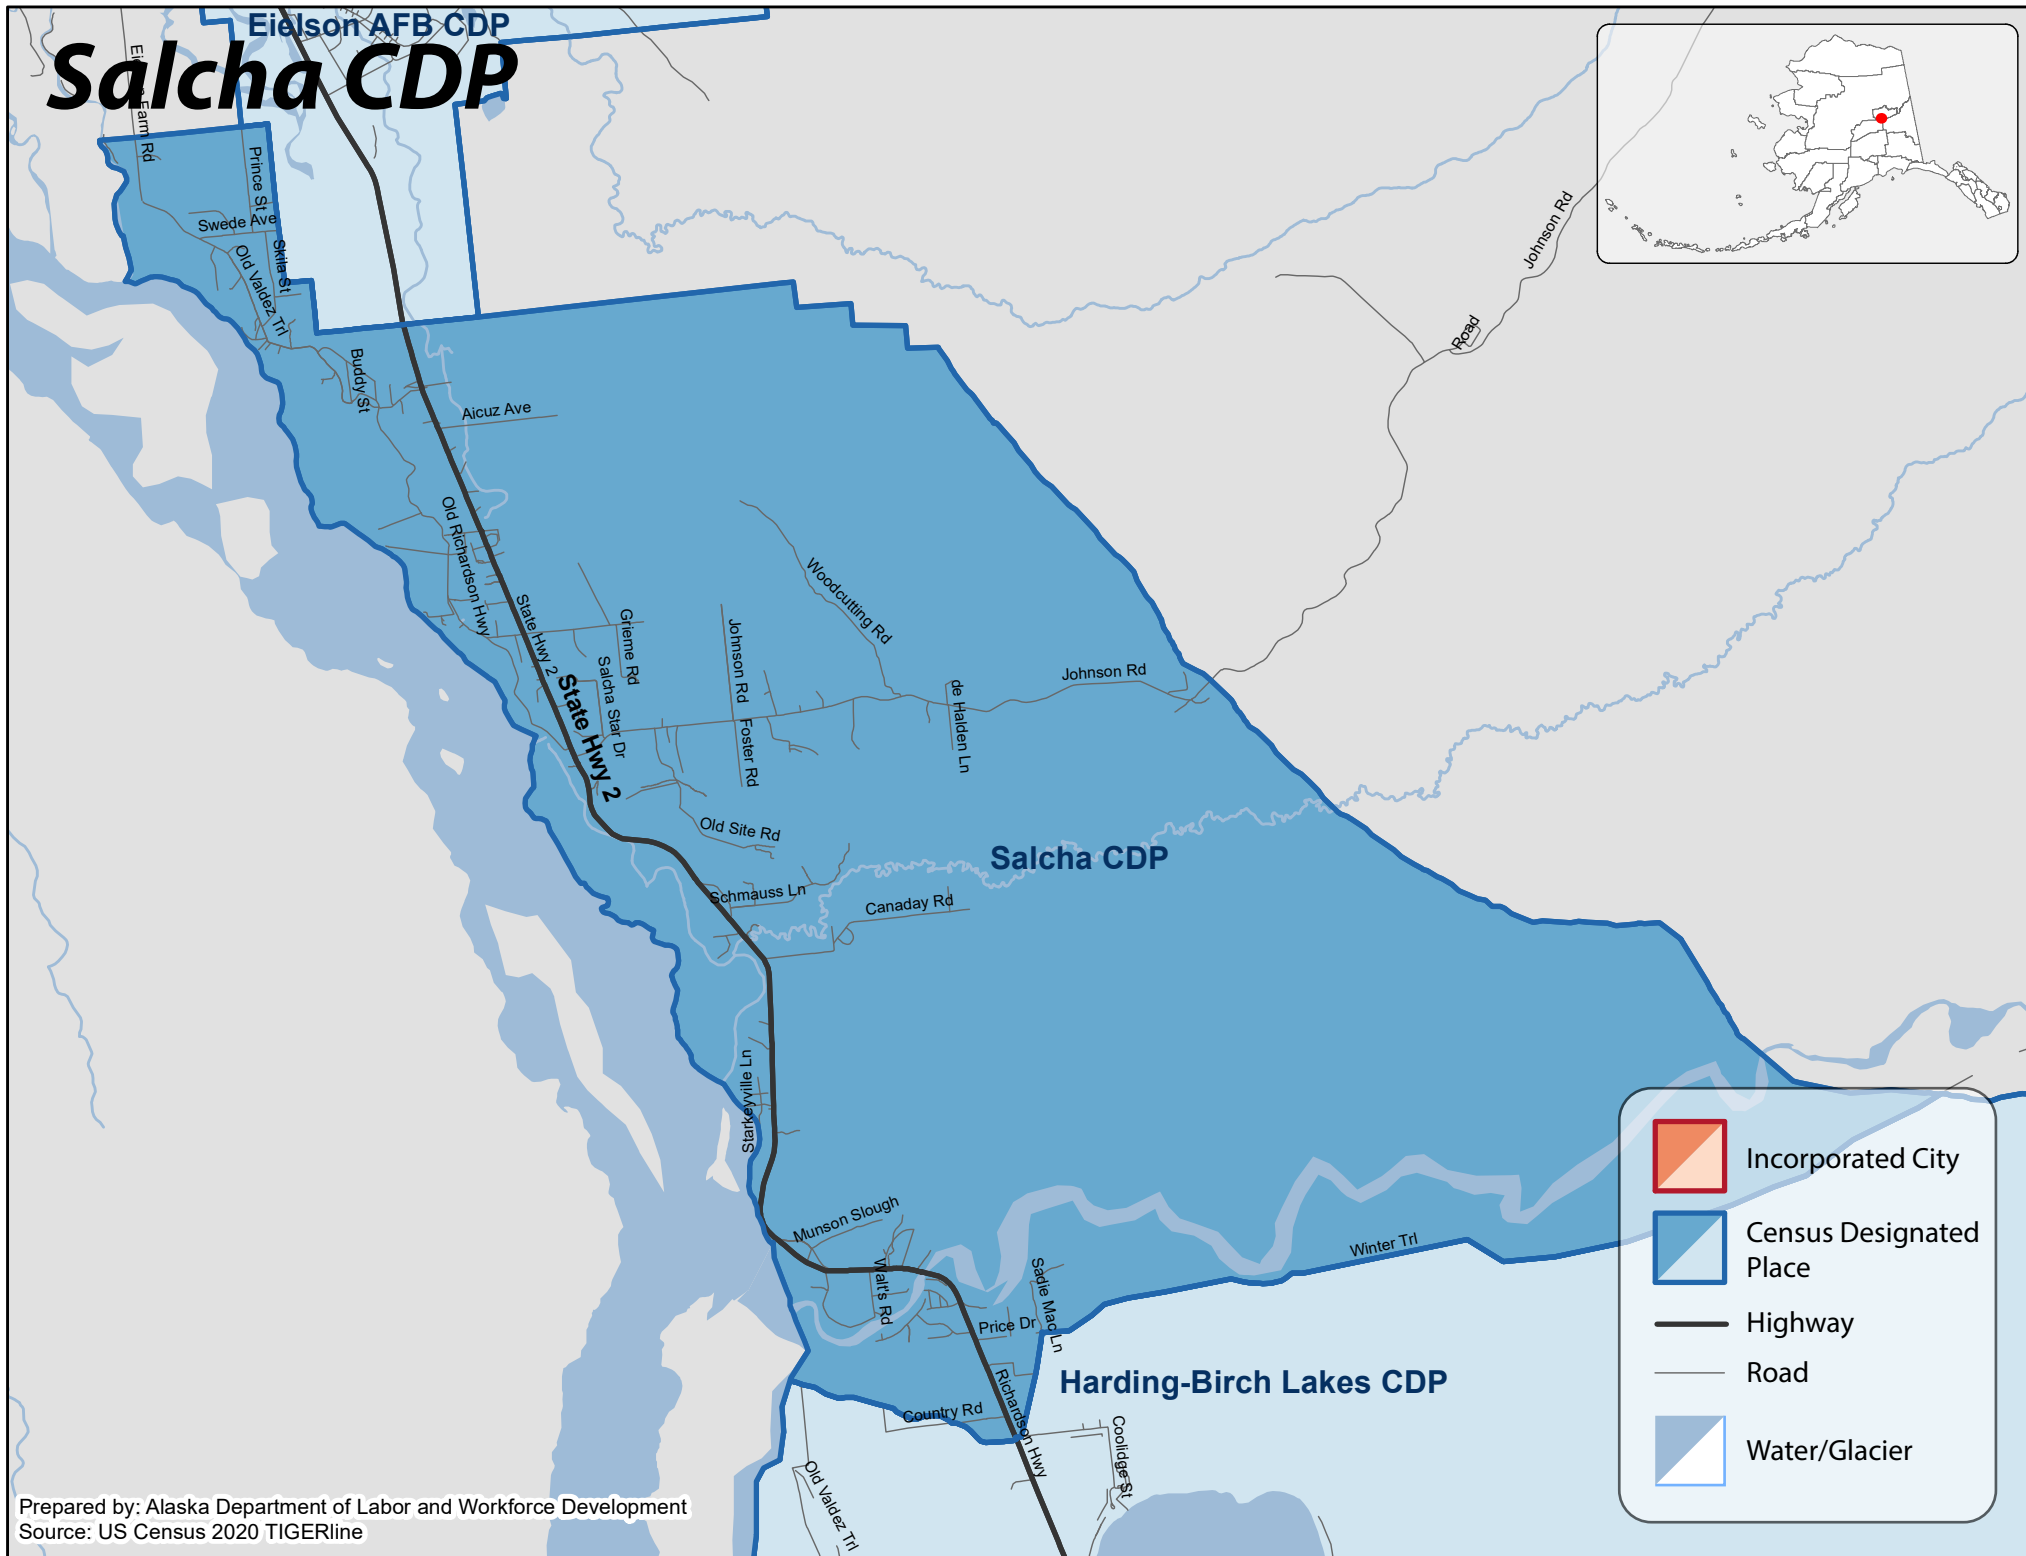 Eielson AFB CDP
Salcha CDP
Eielson Farm Rd
Prince St
Swede Ave
Skila St
Old Valdez Trl
Buddy St
Aicuz Ave
Johnson Rd
Road
Old Richardson Hwy
State Hwy 2
State Hwy 2
Grieme Rd
Salcha Star Dr
Johnson Rd
Foster Rd
Woodcutting Rd
de Halden Ln
Johnson Rd
Old Site Rd
Salcha CDP
Schmauss Ln
Canaday Rd
Starkeyville Ln
Munson Slough
Walt's Rd
Sadie Mac Ln
Price Dr
Winter Trl
Harding-Birch Lakes CDP
Richardson Hwy
Country Rd
Coolidge St
Old Valdez Trl
Incorporated City
Census Designated
Place
Highway
Road
Water/Glacier
Prepared by: Alaska Department of Labor and Workforce Development
Source: US Census 2020 TIGERline